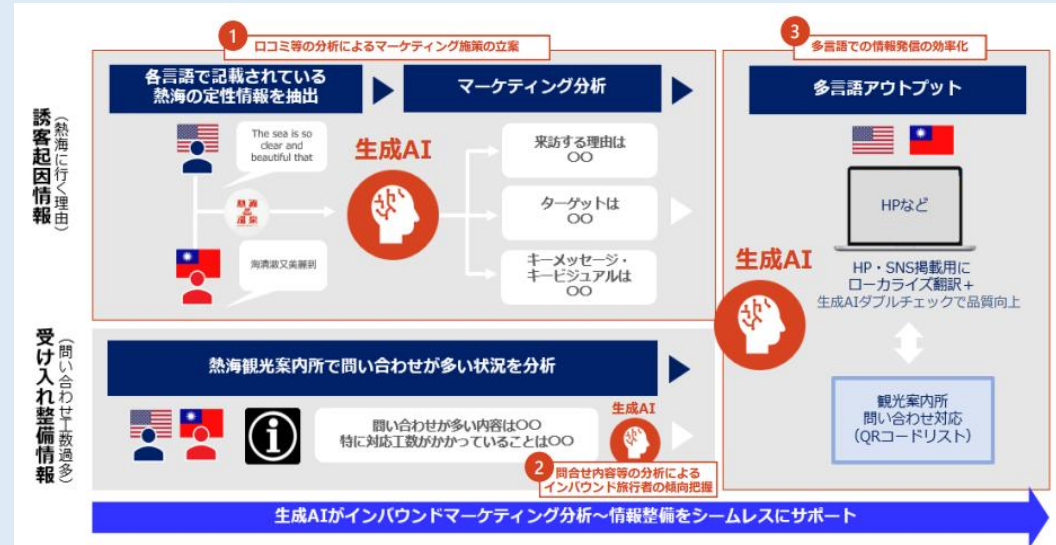 1
口コミ等の分析によるマーケティング施策の立案
3
多言語での情報発信の効率化
誘客起因情報
（熱海に行く理由）
各言語で記載されている
熱海の定性情報を抽出
マーケティング分析
多言語アウトプット
The sea is so
clear and
beautiful that
熱海
温泉
海清澈又美麗到
生成AI
来訪する理由は
〇〇
ターゲットは
〇〇
キーメッセージ・
キービジュアルは
〇〇
生成AI
HPなど
HP・SNS掲載用に
ローカライズ翻訳+
生成AIダブルチェックで品質向上
観光案内所
問い合わせ対応
（QRコードリスト）
受け入れ整備情報
（問い合わせ工数過多）
熱海観光案内所で問い合わせが多い状況を分析
i
問い合わせが多い内容は〇〇
特に対応工数がかかっていることは〇〇
生成AI
2
問合せ内容等の分析による
インバウンド旅行者の傾向把握
生成AIがインバウンドマーケティング分析～情報整備をシームレスにサポート